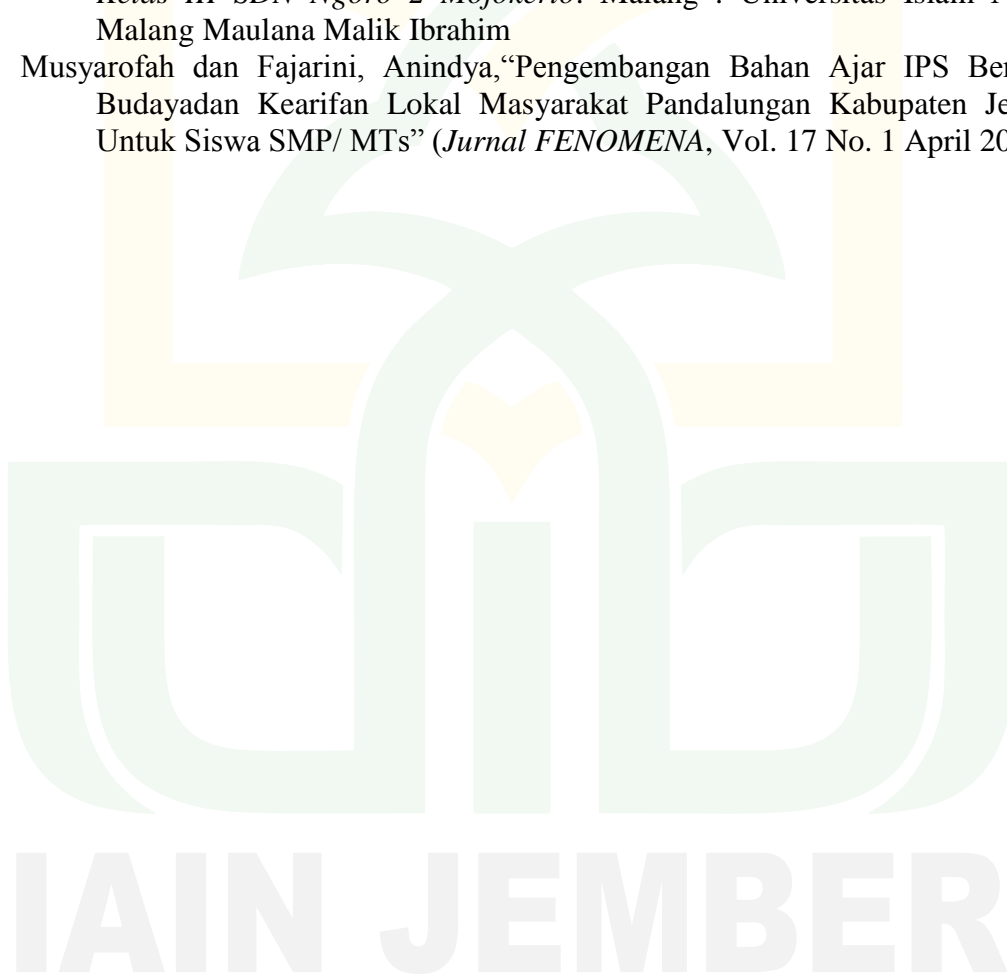 Kelas III SDN Ngoro 2 Mojokerto. Malang : Universitas Islam
Malang Maulana Malik Ibrahim
Musyarofah dan Fajarini, Anindya,“Pengembangan Bahan Ajar IPS
Budayadan Kearifan Lokal Masyarakat Pandalungan Kabupaten
Untuk Siswa SMP/ MTs” (Jurnal FENOMENA, Vol. 17 No. 1 April
IAIN JEMBER